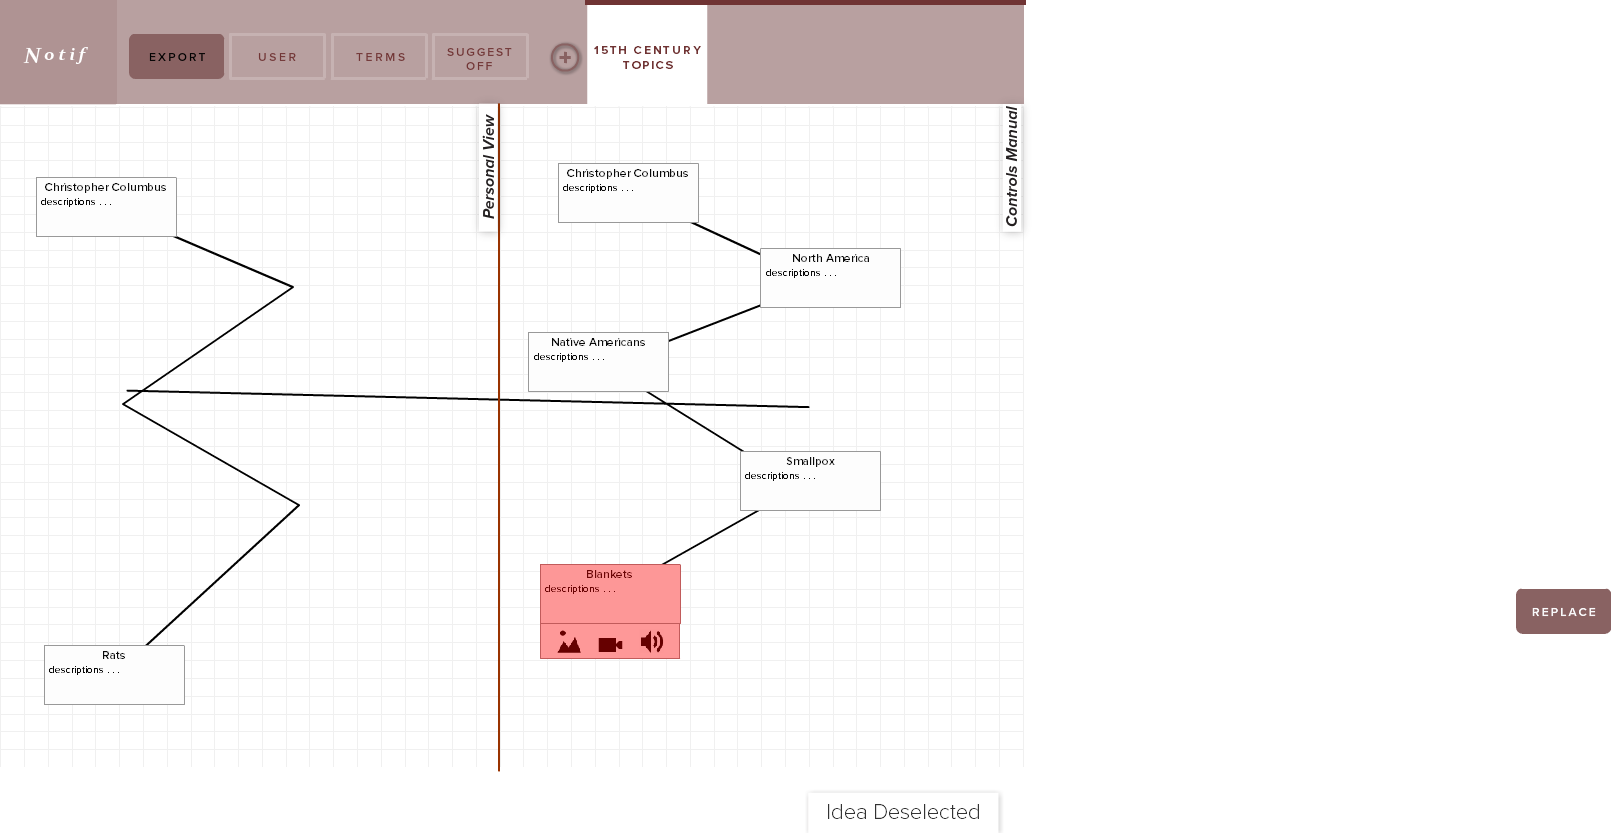 Notif
EXPORT
USER
TERMS
SUGGEST
OFF
15TH CENTURY
TOPICS
Personal View
Controls Manual
Christopher Columbus
descriptions . . .
Rats
descriptions . . .
Christopher Columbus
descriptions . . .
North America
descriptions . . .
Native Americans
descriptions . . .
Smallpox
descriptions . . .
Blankets
descriptions . . .
REPLACE
Idea Deselected